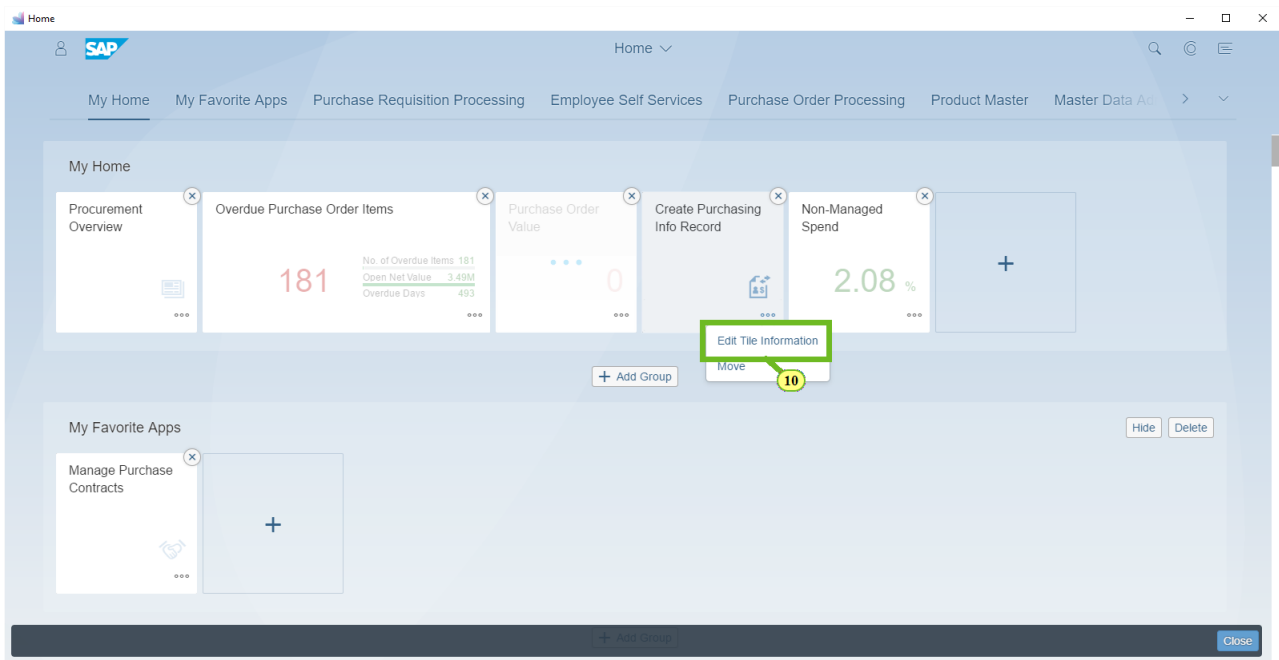 Home
SAP
Home
My Home My Favorite Apps Purchase Requisition Processing Employee Self Services Purchase Order Processing Product Master Master Data Ad
My Home
Procurement
Overview
Overdue Purchase Order Items
181
No. of Overdue Items 181
Open Net Value 3.49M
Overdue Days 493
Purchase Order
Value
0
Create Purchasing
Info Record
Non-Managed
Spend
2.08 %
Edit Tile Information
Move
10
+ Add Group
My Favorite Apps
Hide Delete
Manage Purchase
Contracts
+ Add Group
Close